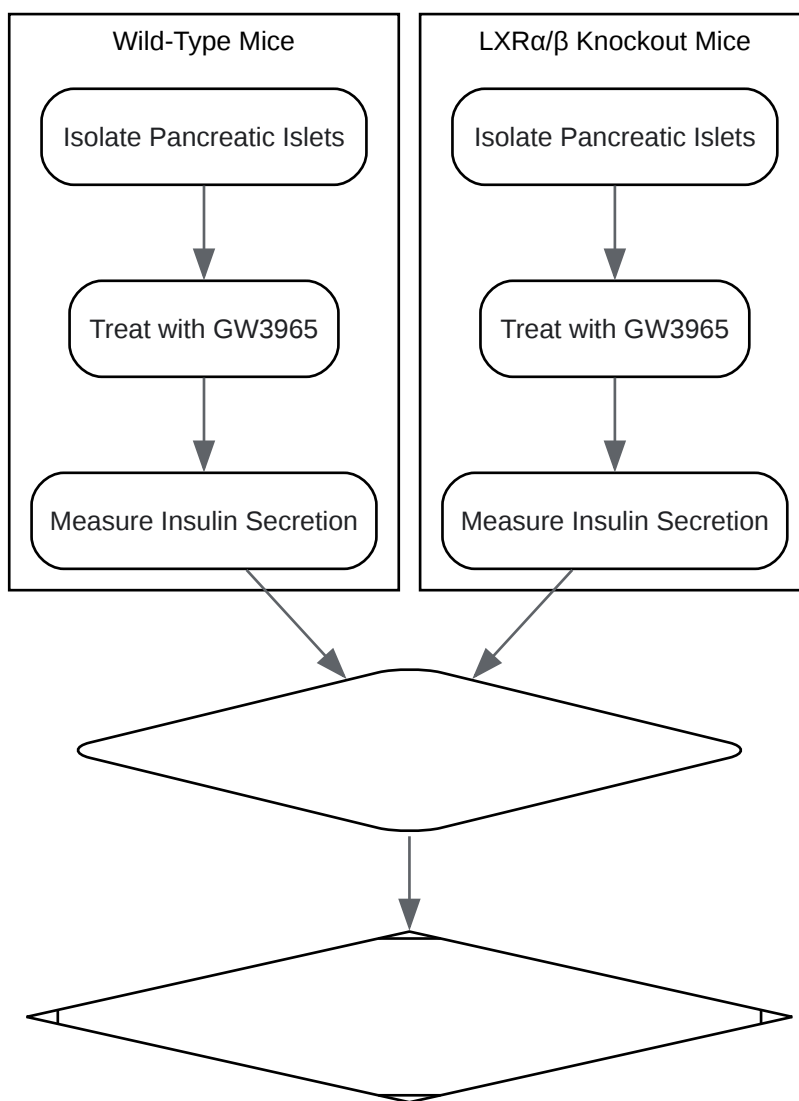 Wild-Type Mice
Isolate Pancreatic Islets
Treat with GW3965
Measure Insulin Secretion
LXRα/β Knockout Mice
Isolate Pancreatic Islets
Treat with GW3965
Measure Insulin Secretion